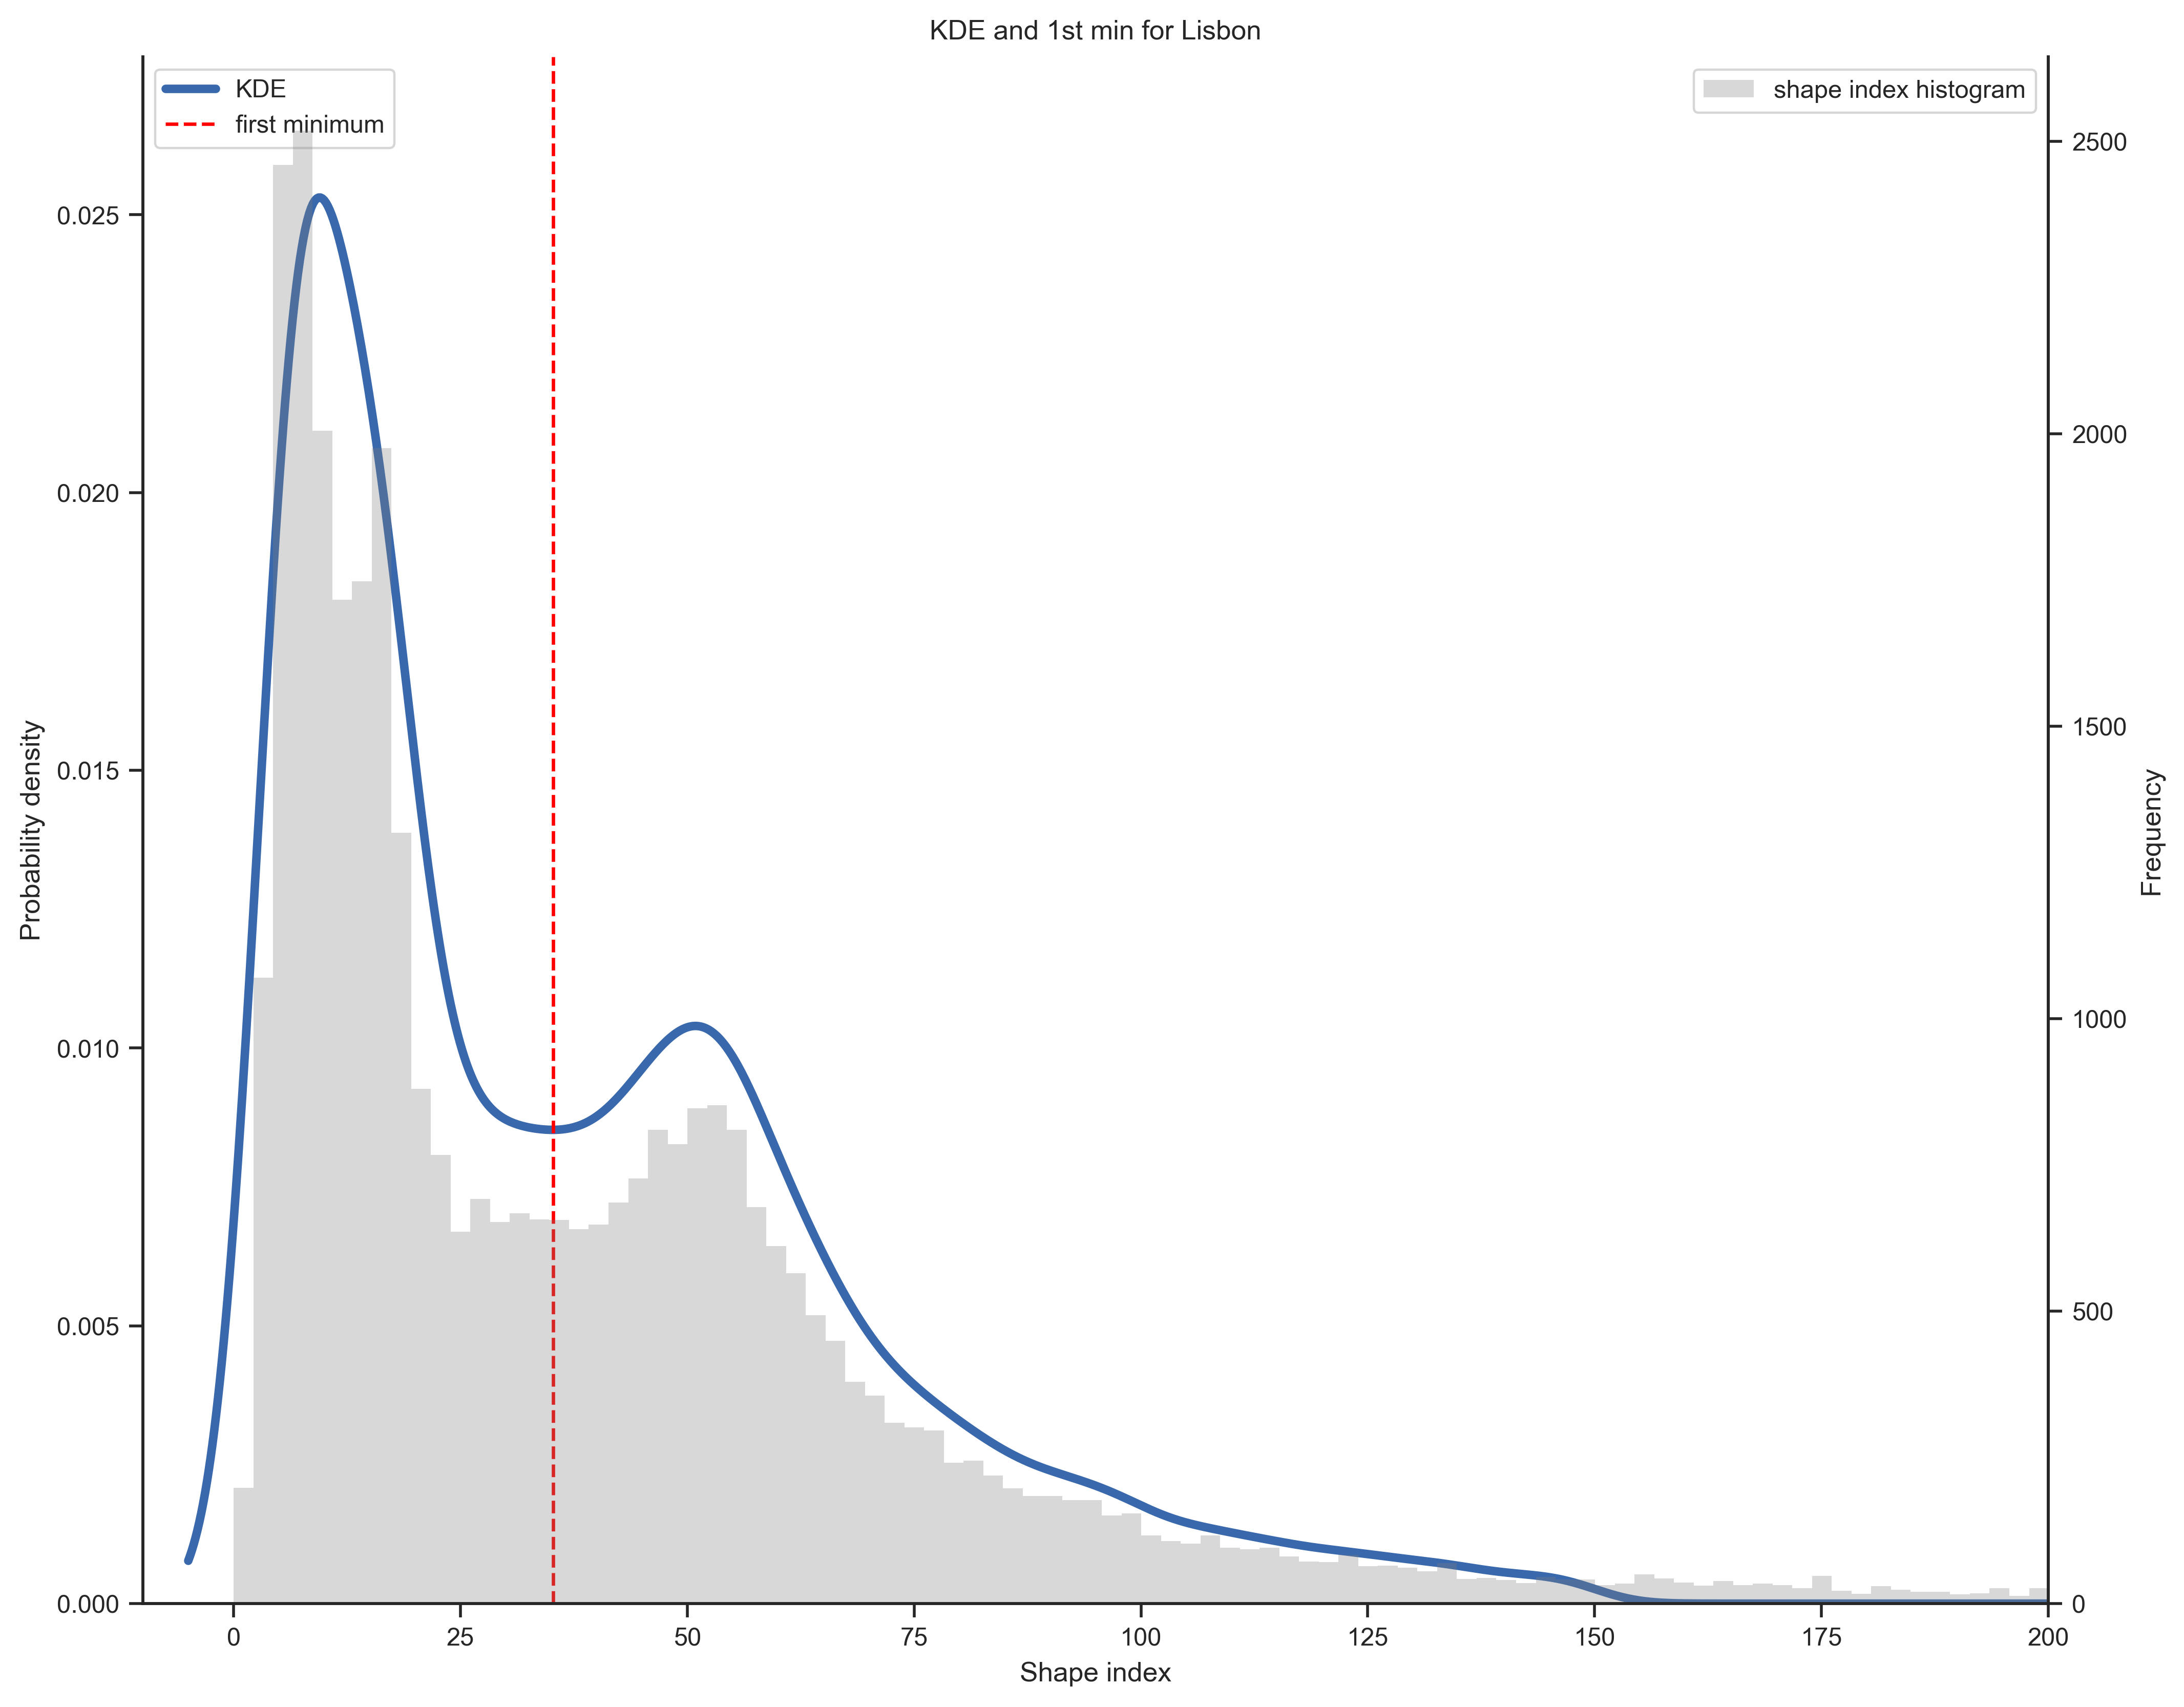 KDE and 1st min for Lisbon
KDE
first minimum
shape index histogram
0.025
0.020
0.015
0.010
0.005
0.000
Probability density
2500
2000
1500
1000
500
0
Frequency
0 25 50 75 100 125 150 175 200
Shape index